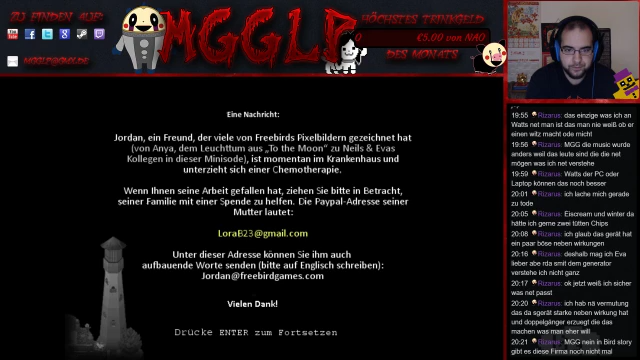 ZU FINDEN AUF:
MGGLP@GMX.DE
MGGLP
HÖCHSTES TRINKGELD
€5.00 von NAO
DES MONATS
Eine Nachricht:
Jordan, ein Freund, der viele von Freebirds Pixelbildern gezeichnet hat
(von Anya, dem Leuchttum aus „To the Moon“ zu Neils & Evas
Kollegen in dieser Minisode), ist momentan im Krankenhaus und
unterzieht sich einer Chemotherapie.
Wenn Ihnen seine Arbeit gefallen hat, ziehen Sie bitte in Betracht,
seiner Familie mit einer Spende zu helfen. Die Paypal-Adresse seiner
Mutter lautet:
LoraB23@gmail.com
Unter dieser Adresse können Sie ihm auch
aufbauende Worte senden (bitte auf Englisch schreiben):
Jordan@freebirdgames.com
Vielen Dank!
Drücke ENTER zum Fortsetzen
19:55 Rizarus: das einzige was ich an
Watts net man ist das man nie weiß ob er
einen witz macht ode micht
19:56 Rizarus: MGG die music wurde
anders weil das leute sind die die net
mögen was ich net verstehe
19:59 Rizarus: Watts der PC oder
Laptop können das noch besser
20:01 Rizarus: ich lache mich gerade
zu tode
20:05 Rizarus: Eiscream und winter da
hätte ich gerne zwei tütten Chips
20:08 Rizarus: ich glaub das gerät hat
ein paar böse neben wirkungen
20:16 Rizarus: deshalb mag ich Eva
lieber abe rda smit dem generator
verstehe ich nicht ganz
20:17 Rizarus: ok jetzt weiß ich sicher
was net passt
20:20 Rizarus: ich hab nä vermutung
das da sgerät starke neben wirkung hat
und doppelgänger erzeugt die das
machen was man eher will
20:21 Rizarus: MGG nein in Bird story
gibt es diese Firma noch nicht mal